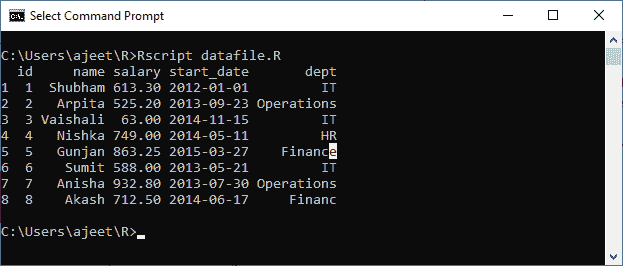 Select Command Prompt
C:\Users\ajeet\R>Rscript datafile.R
  id     name salary start_date       dept
1  1  Shubham 613.30 2012-01-01         IT
2  2   Arpita 525.20 2013-09-23 Operations
3  3 Vaishali  63.00 2014-11-15         IT
4  4   Nishka 749.00 2014-05-11         HR
5  5   Gunjan 863.25 2015-03-27    Finance
6  6    Sumit 588.00 2013-05-21         IT
7  7   Anisha 932.80 2013-07-30 Operations
8  8    Akash 712.50 2014-06-17     Financ
C:\Users\ajeet\R>